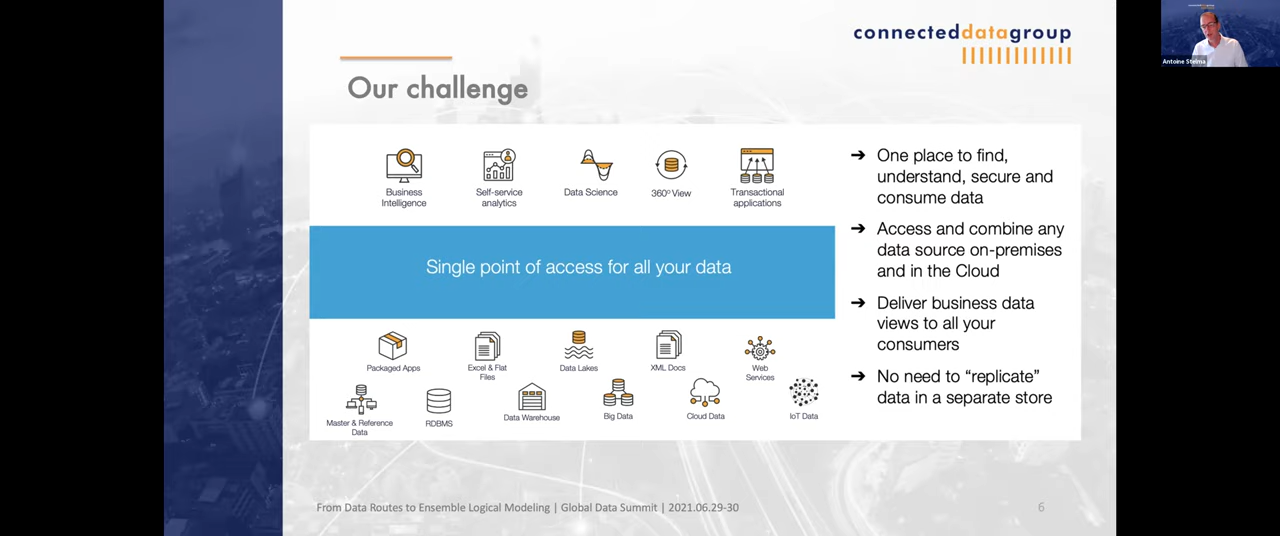 connecteddatagroup
Antoine Stelma
Our challenge
Business
Intelligence
Self-service
analytics
Data Science
360º View
Transactional
applications
Single point of access for all your data
Packaged Apps
Excel & Flat
Files
Data Lakes
XML Docs
Web
Services
Master & Reference
Data
RDBMS
Data Warehouse
Big Data
Cloud Data
IoT Data
➔ One place to find,
understand, secure and
consume data
➔ Access and combine any
data source on-premises
and in the Cloud
➔ Deliver business data
views to all your
consumers
➔ No need to “replicate”
data in a separate store
From Data Routes to Ensemble Logical Modeling | Global Data Summit | 2021.06.29-30
6